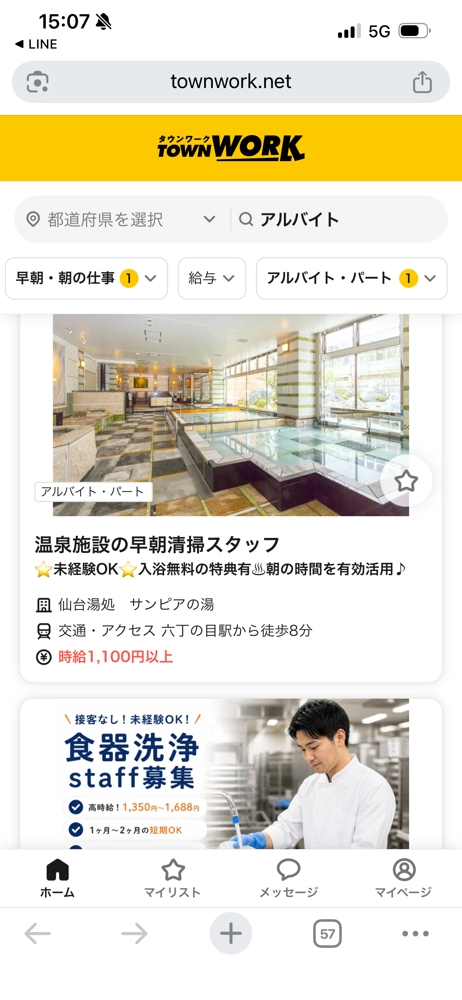 15:07
5G
◀ LINE
townwork.net
タウンワーク
TOWN WORK
都道府県を選択
アルバイト
早朝・朝の仕事 1
給与
アルバイト・パート 1
アルバイト・パート
温泉施設の早朝清掃スタッフ
⭐未経験OK⭐入浴無料の特典有♨朝の時間を有効活用♪
仙台湯処　サンピアの湯
交通・アクセス 六丁の目駅から徒歩8分
時給1,100円以上
\ 接客なし！未経験OK！ /
食器洗浄
staff募集
高時給！1,350円〜1,688円
1ヶ月〜2ヶ月の短期OK
ホーム
マイリスト
メッセージ
マイページ
57